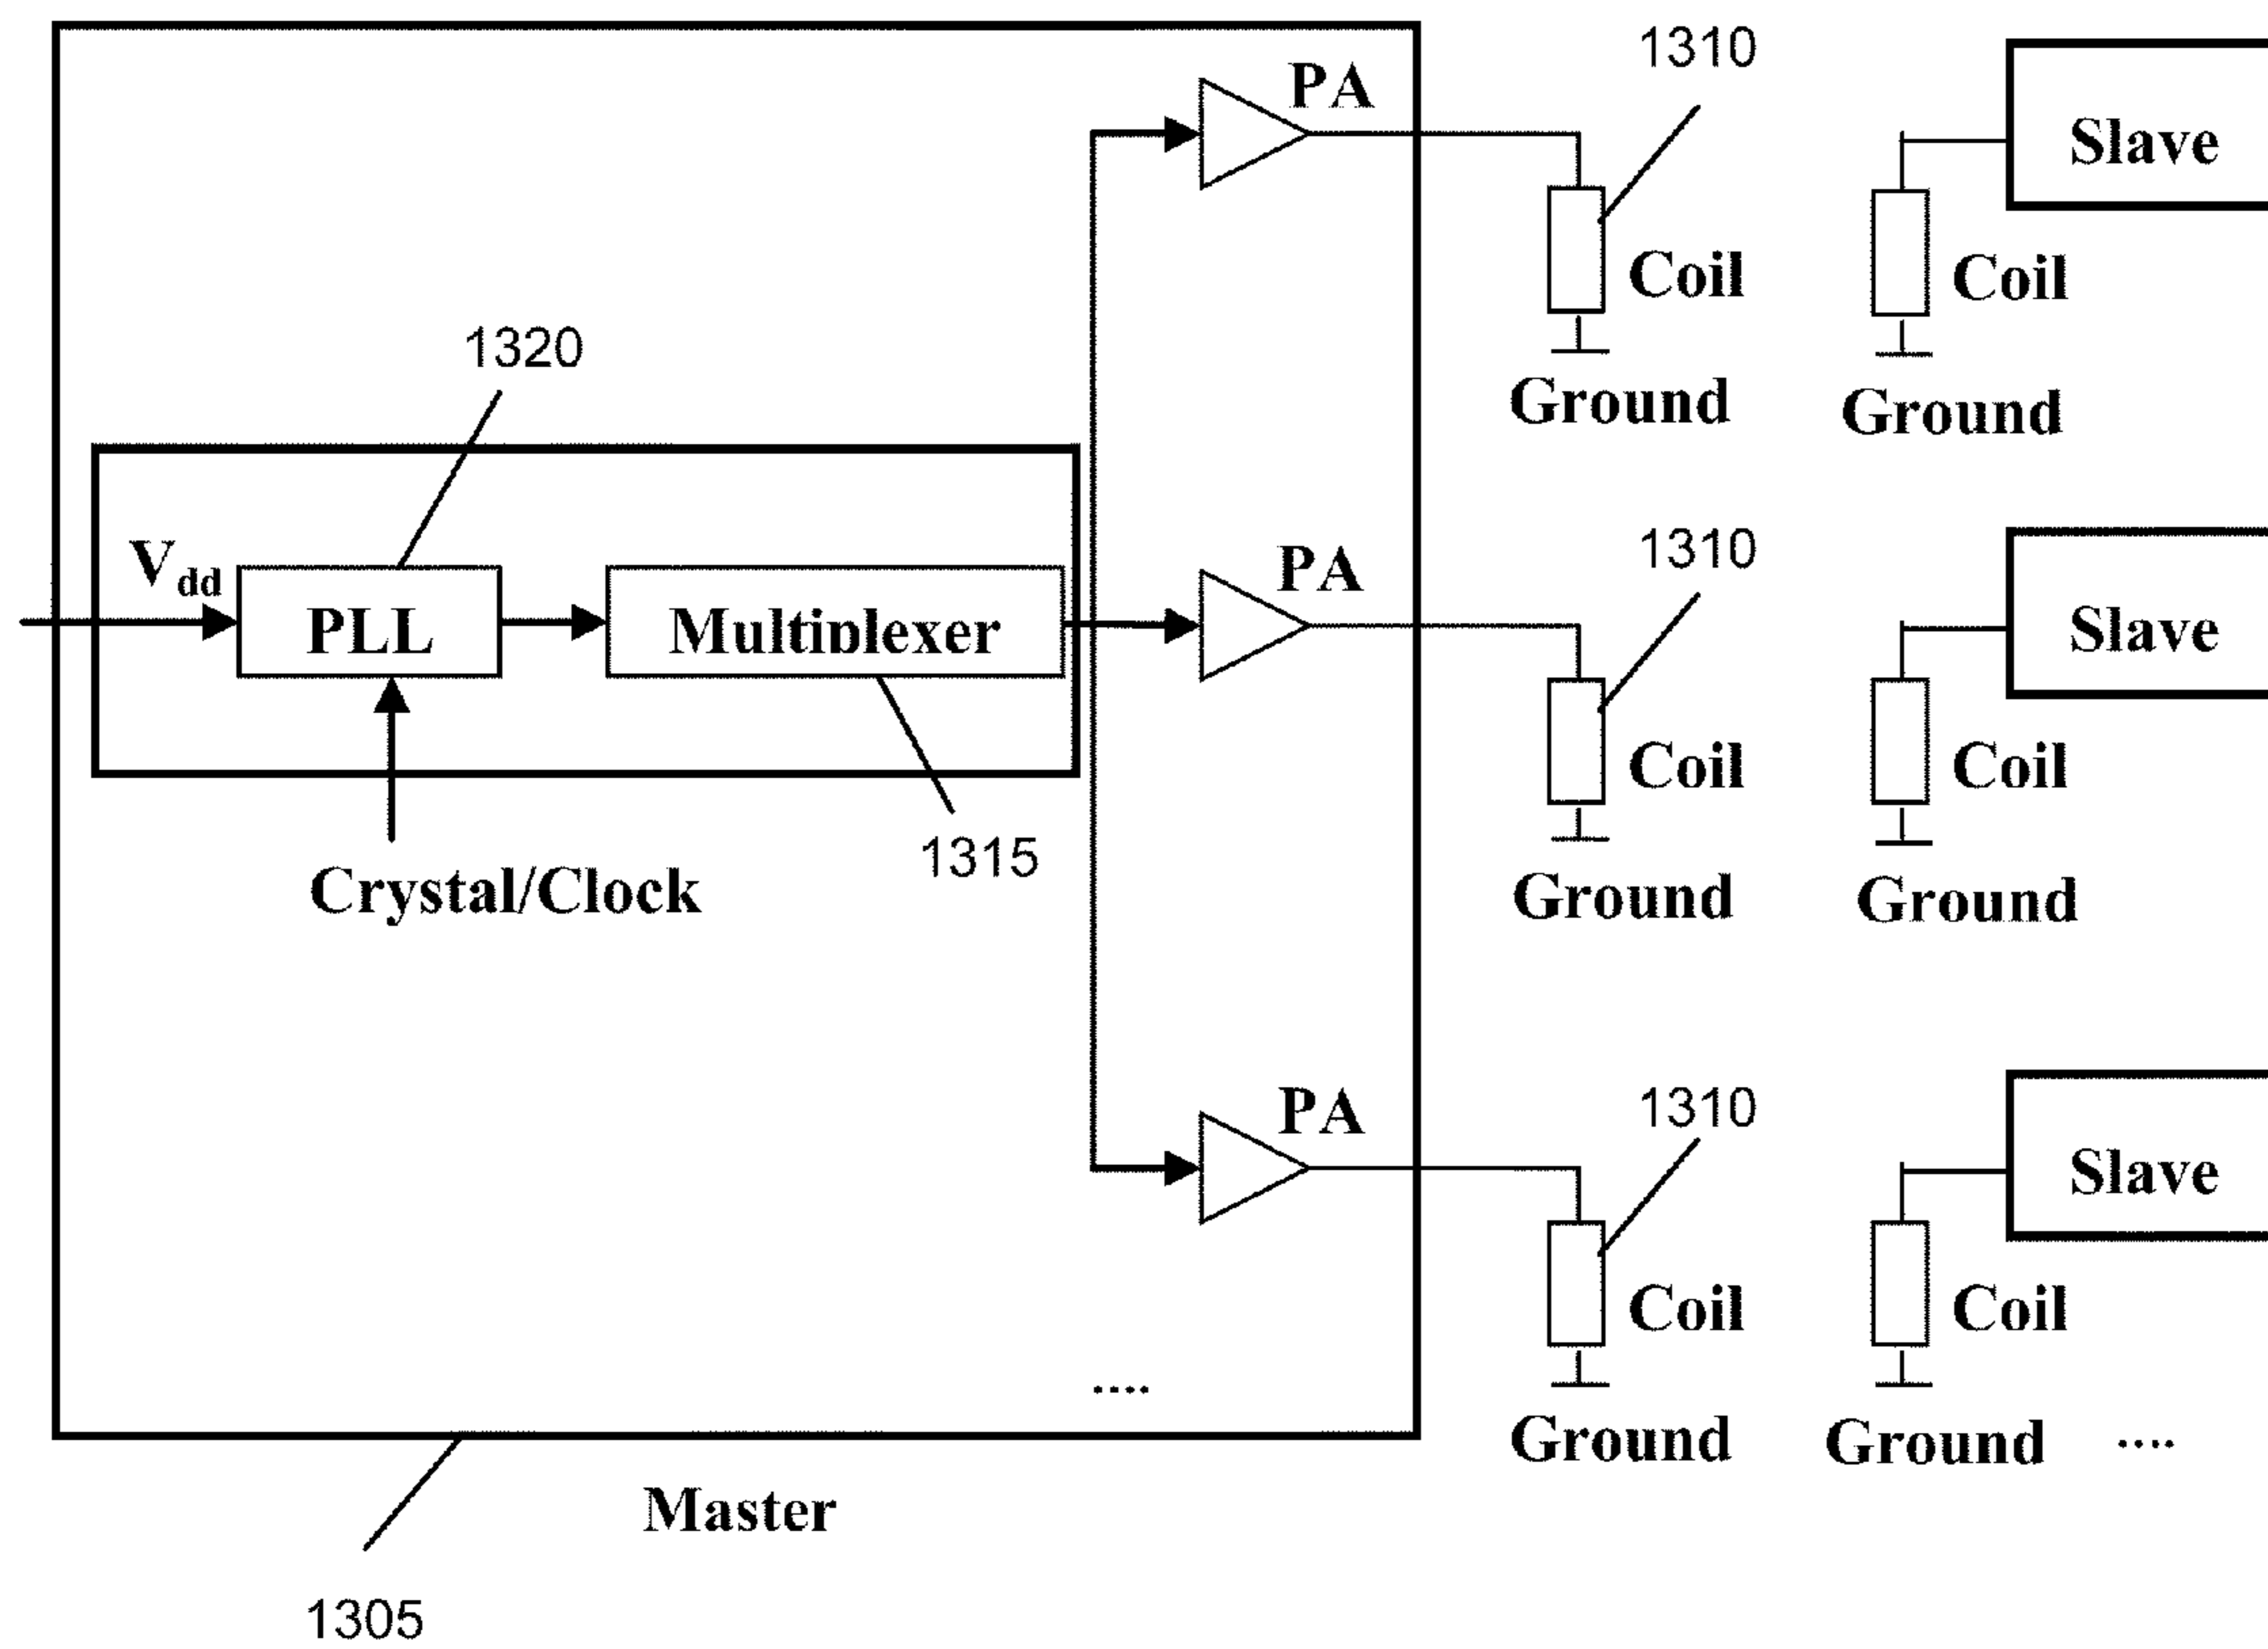 1310
PA
Slave
Coil
Coil
1320
Ground
Ground
1310
Vdd
PA
PLL
Multiplexer
Slave
Coil
Coil
1315
Crystal/Clock
Ground
Ground
1310
PA
Slave
Coil
Coil
....
Ground
Ground
....
Master
1305